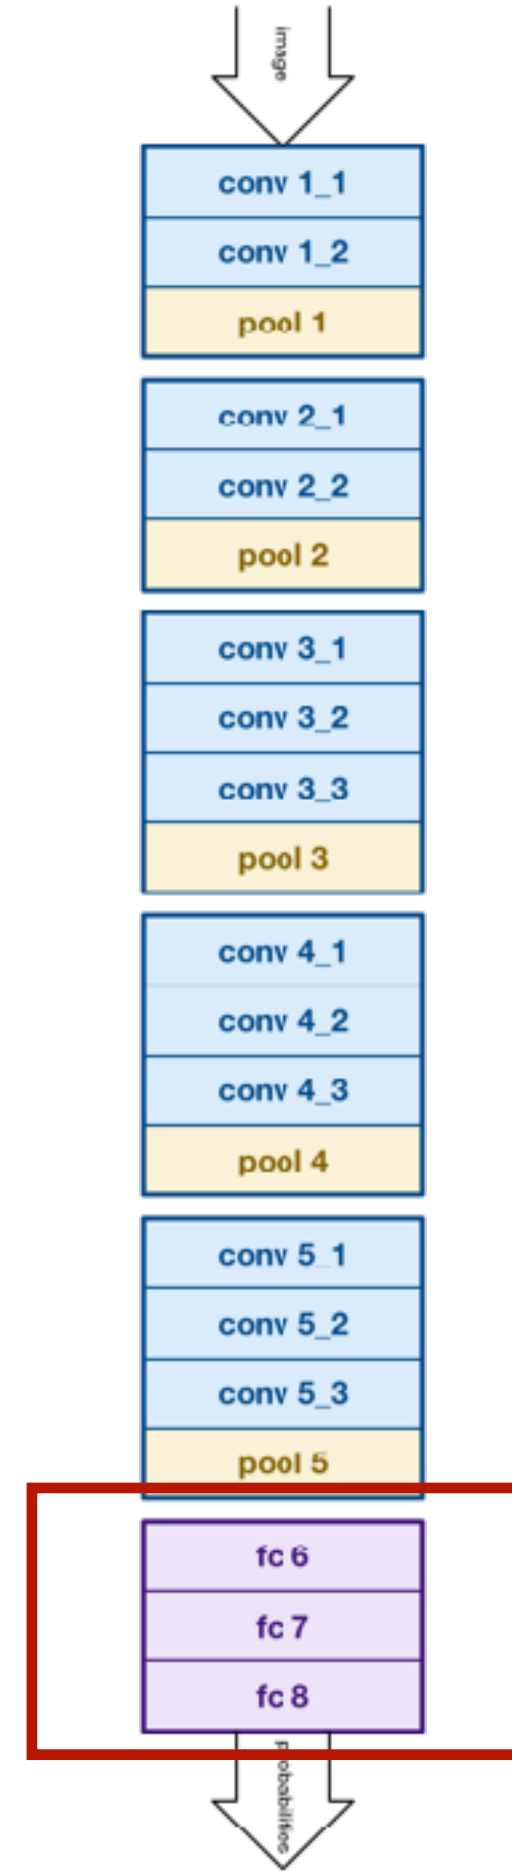 image
conv 1_1
conv 1_2
pool 1
conv 2_1
conv 2_2
pool 2
conv 3_1
conv 3_2
conv 3_3
pool 3
conv 4_1
conv 4_2
conv 4_3
pool 4
conv 5_1
conv 5_2
conv 5_3
pool 5
fc 6
fc 7
fc 8
probabilities